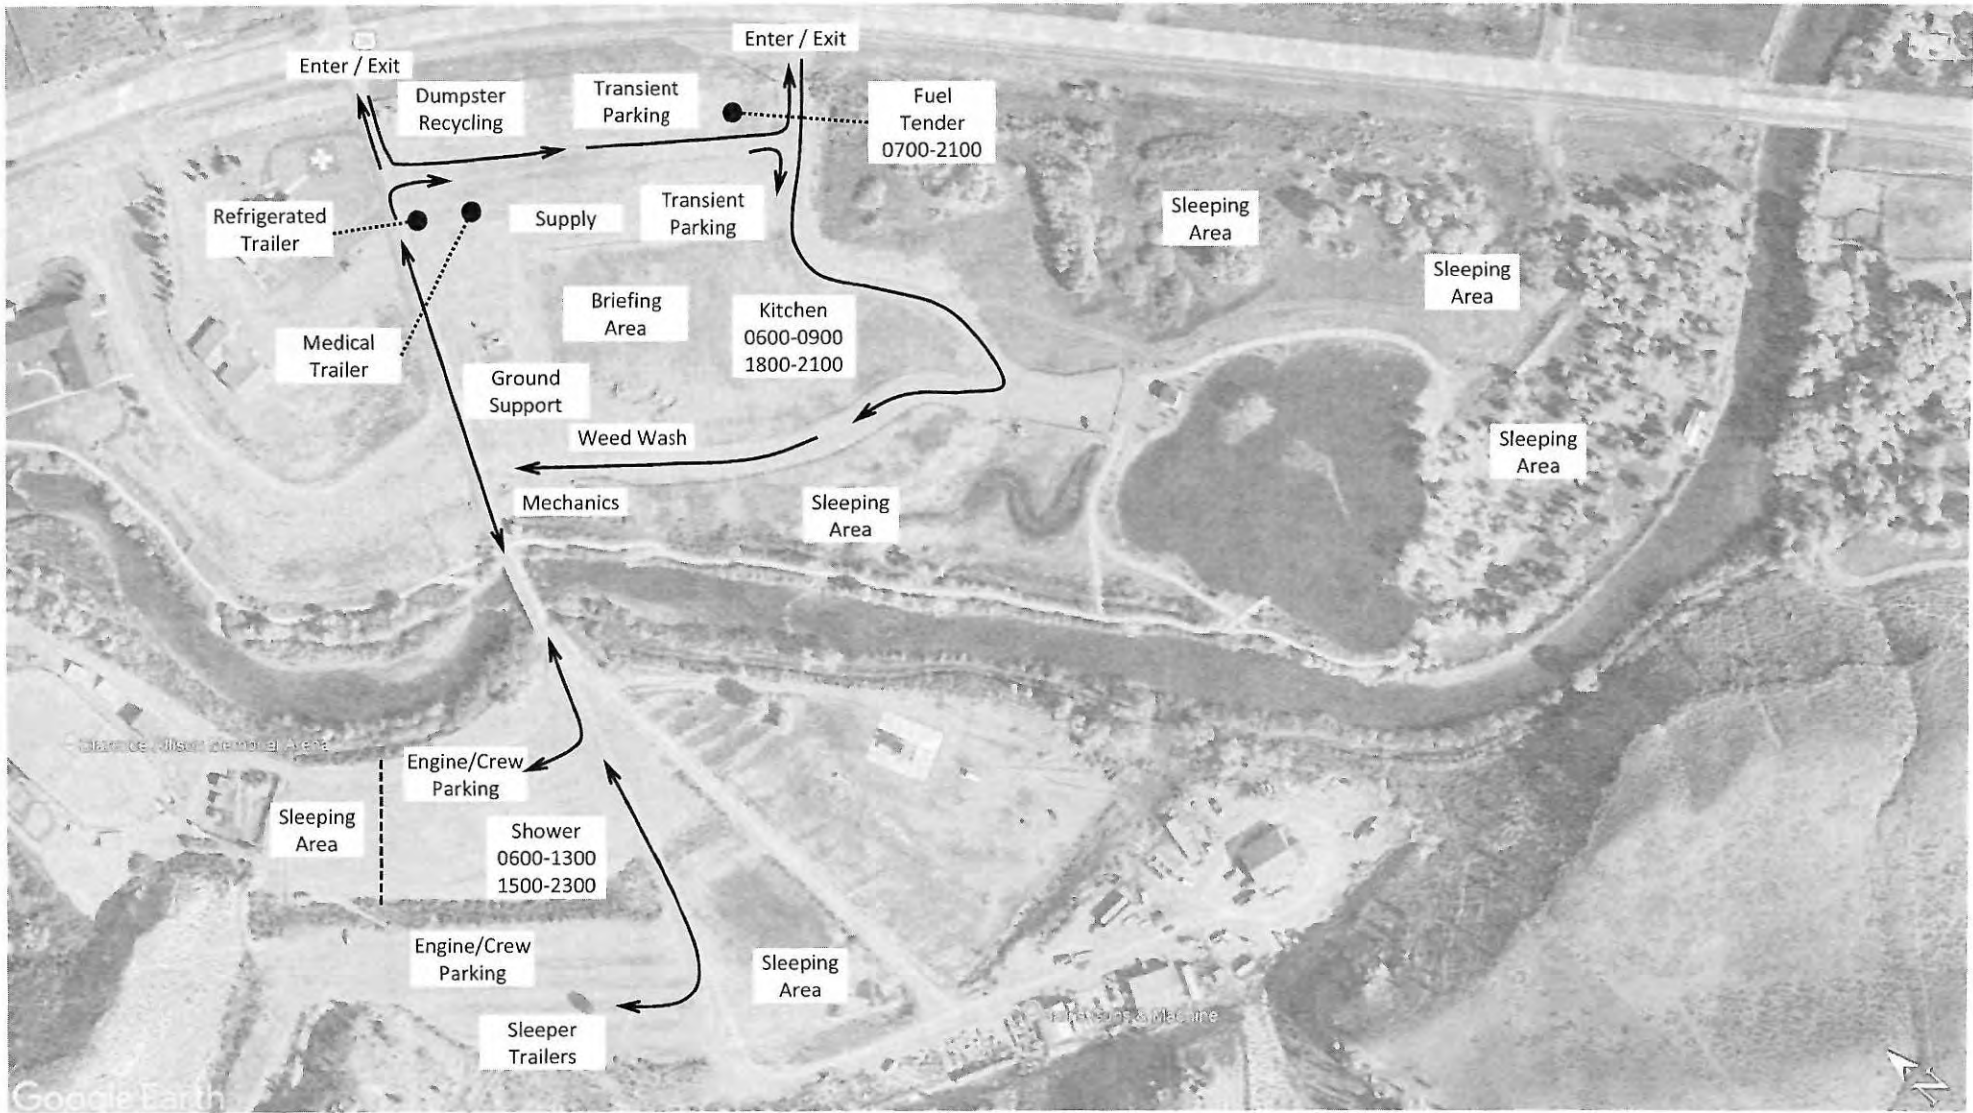 Enter / Exit
Enter / Exit
Dumpster
Recycling
Transient
Parking
Fuel
Tender
0700-2100
Refrigerated
Trailer
Supply
Transient
Parking
Sleeping
Area
Sleeping
Area
Medical
Trailer
Briefing
Area
Kitchen
0600-0900
1800-2100
Ground
Support
Weed Wash
Sleeping
Area
Mechanics
Sleeping
Area
Engine/Crew
Parking
Sleeping
Area
Shower
0600-1300
1500-2300
Engine/Crew
Parking
Sleeping
Area
Sleeper
Trailers
& Machine
Google Earth
N